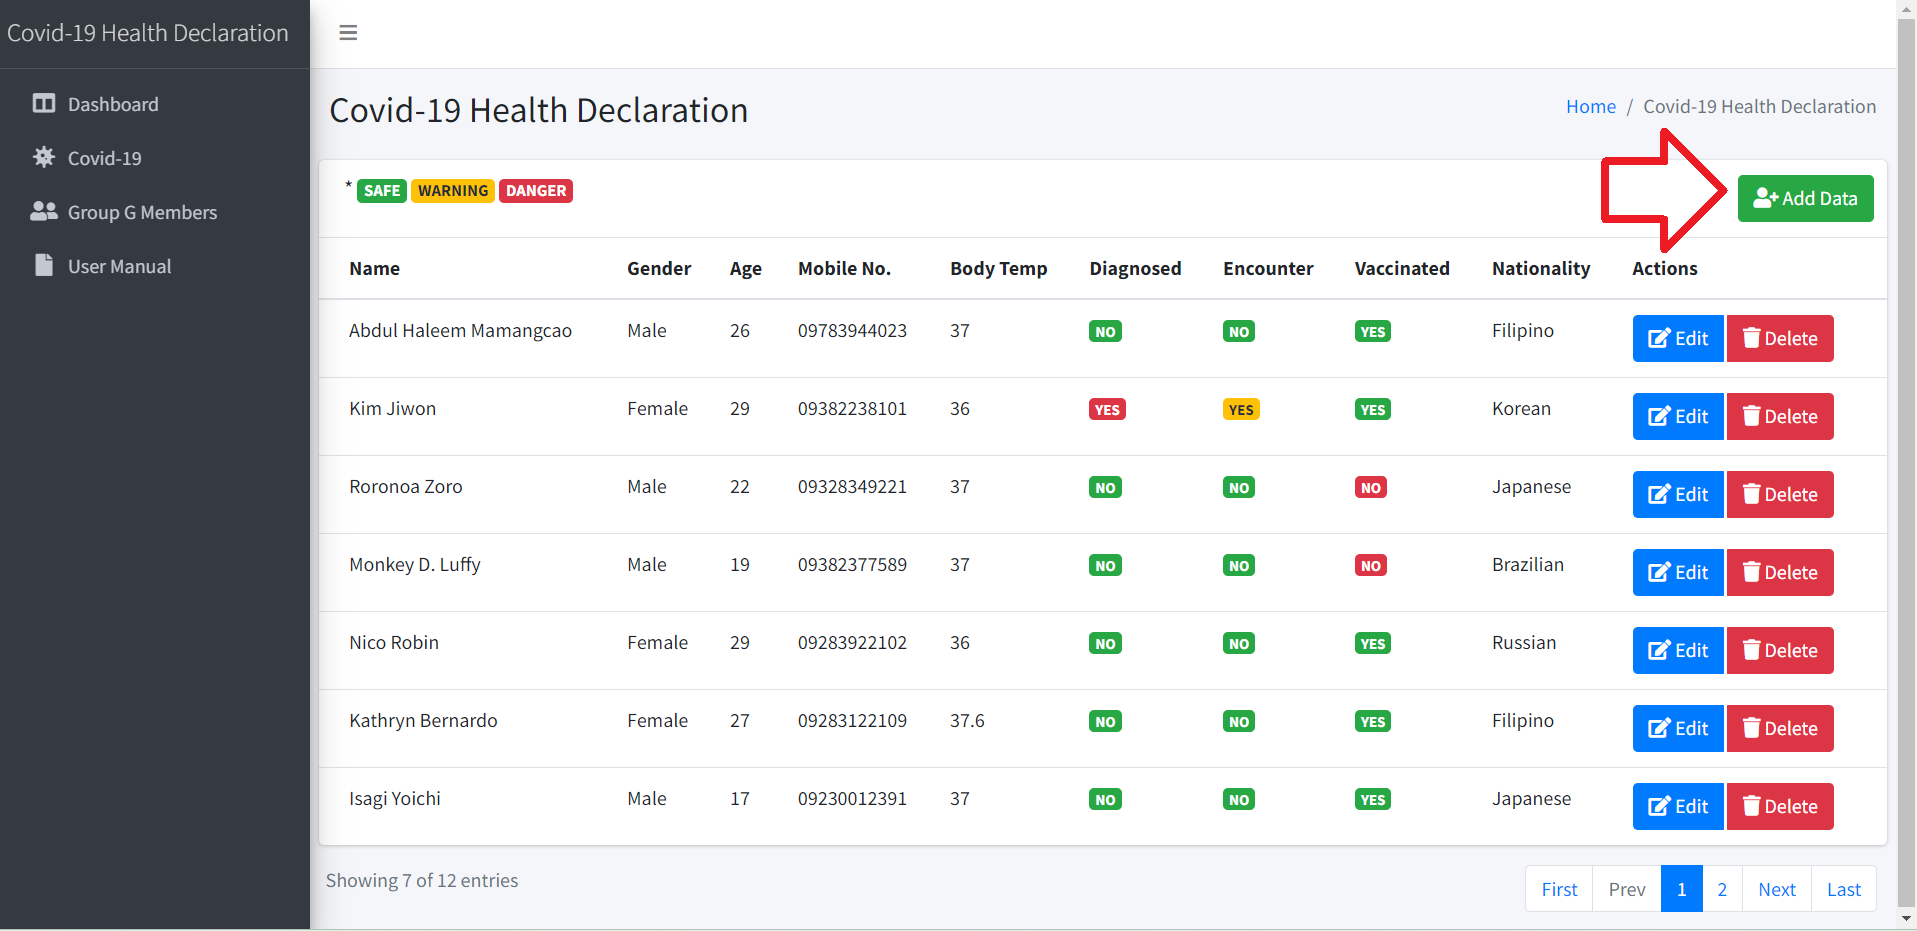 Covid-19 Health Declaration
Dashboard
Covid-19
Group G Members
User Manual
Covid-19 Health Declaration
Home / Covid-19 Health Declaration
* SAFE WARNING DANGER
Add Data
Name Gender Age Mobile No. Body Temp Diagnosed Encounter Vaccinated Nationality Actions
Abdul Haleem Mamangcao Male 26 09783944023 37 NO NO YES Filipino Edit Delete
Kim Jiwon Female 29 09382238101 36 YES YES YES Korean Edit Delete
Roronoa Zoro Male 22 09328349221 37 NO NO NO Japanese Edit Delete
Monkey D. Luffy Male 19 09382377589 37 NO NO NO Brazilian Edit Delete
Nico Robin Female 29 09283922102 36 NO NO YES Russian Edit Delete
Kathryn Bernardo Female 27 09283122109 37.6 NO NO YES Filipino Edit Delete
Isagi Yoichi Male 17 09230012391 37 NO NO YES Japanese Edit Delete
Showing 7 of 12 entries
First Prev 1 2 Next Last